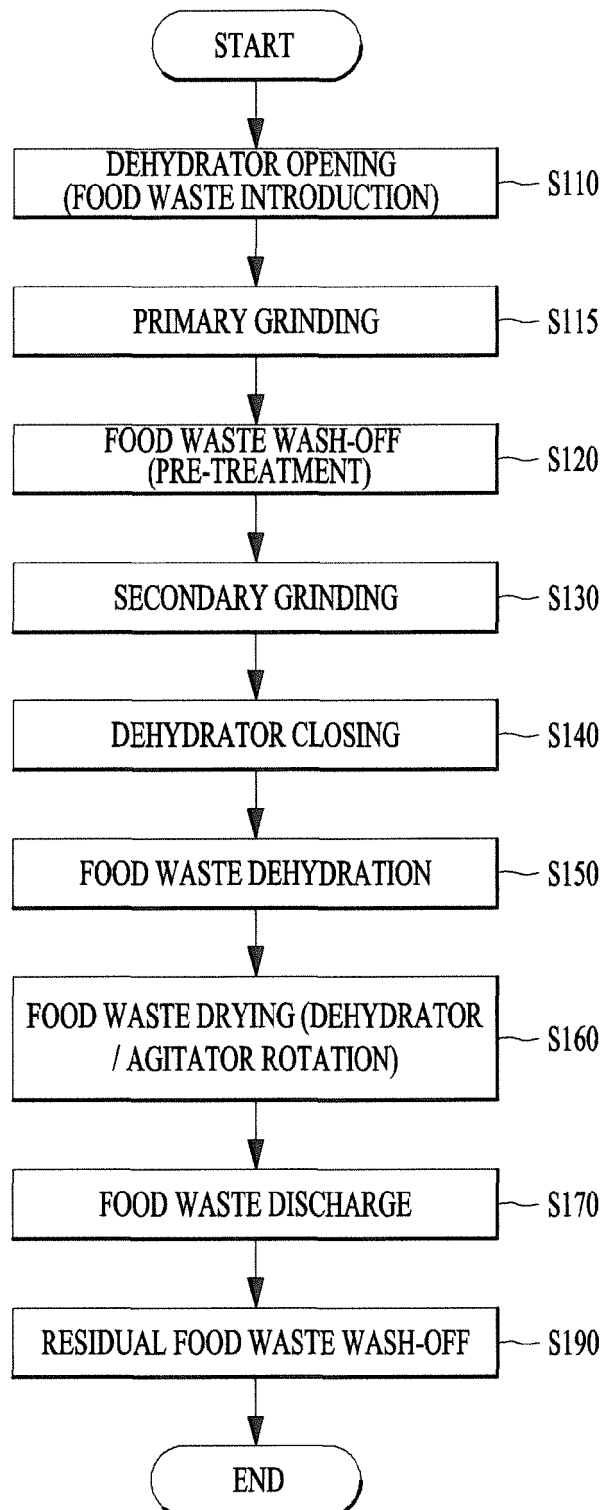 START
DEHYDRATOR OPENING
(FOOD WASTE INTRODUCTION)
S110
PRIMARY GRINDING
S115
FOOD WASTE WASH-OFF
(PRE-TREATMENT)
S120
SECONDARY GRINDING
S130
DEHYDRATOR CLOSING
S140
FOOD WASTE DEHYDRATION
S150
FOOD WASTE DRYING (DEHYDRATOR
/ AGITATOR ROTATION)
S160
FOOD WASTE DISCHARGE
S170
RESIDUAL FOOD WASTE WASH-OFF
S190
END